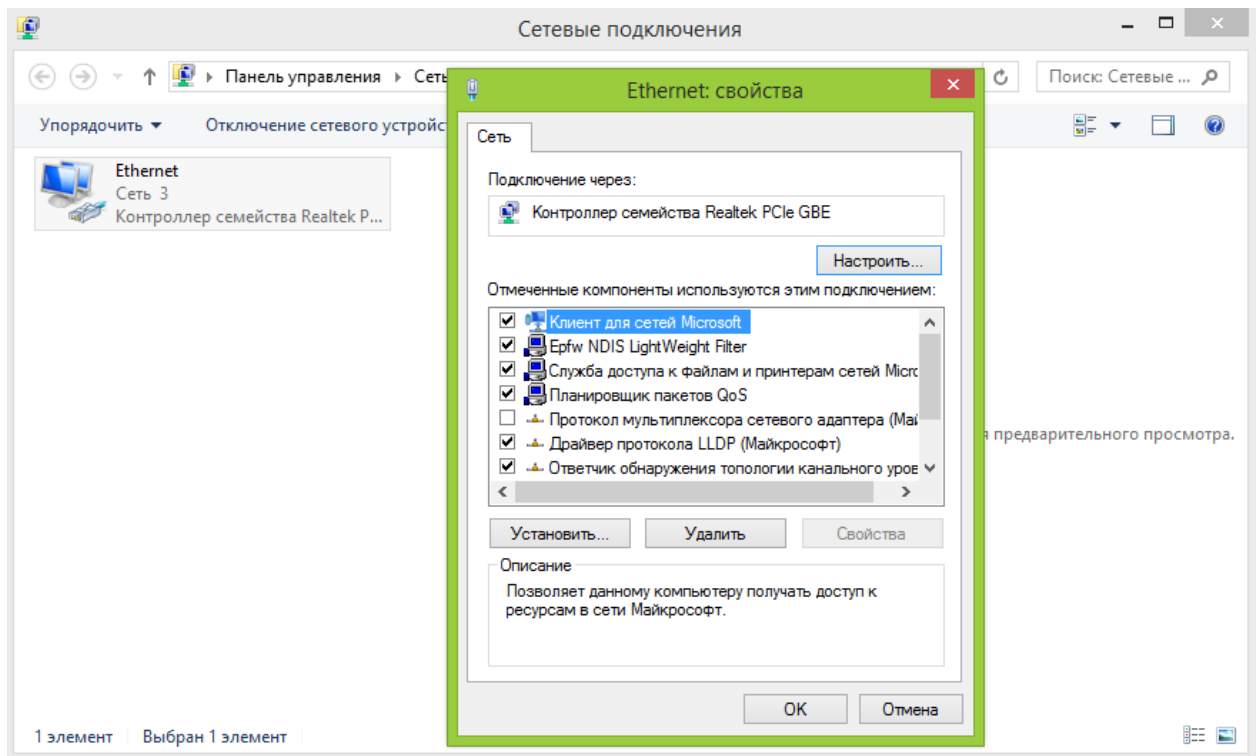 Сетевые подключения
Панель управления
Сеть
Поиск: Сетевые ...
Упорядочить
Отключение сетевого
Ethernet
Сеть 3
Контроллер семейства Realtek P...
Ethernet: свойства
Сеть
Подключение через:
Контроллер семейства Realtek PCIe GBE
Настроить...
Отмеченные компоненты используются этим подключением:
Клиент для сетей Microsoft
Epfw NDIS LightWeight Filter
Служба доступа к файлам и принтерам сетей Micro
Планировщик пакетов QoS
Протокол мультиплексора сетевого адаптера (Май
Драйвер протокола LLDP (Майкрософт)
Ответчик обнаружения топологии канального уров
Установить...
Удалить
Свойства
Описание
Позволяет данному компьютеру получать доступ к
ресурсам в сети Майкрософт.
OK
Отмена
предварительного просмотра.
1 элемент
Выбран 1 элемент